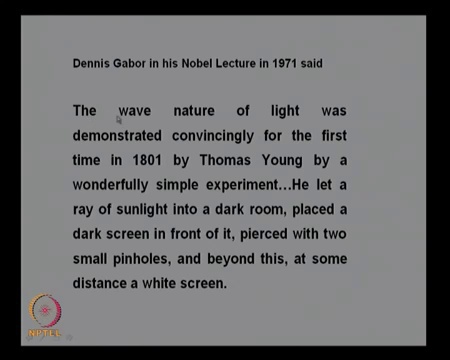 Dennis Gabor in his Nobel Lecture in 1971 said
The wave nature of light was
demonstrated convincingly for the first
time in 1801 by Thomas Young by a
wonderfully simple experiment...He let a
ray of sunlight into a dark room, placed a
dark screen in front of it, pierced with two
small pinholes, and beyond this, at some
distance a white screen.
NPTEL